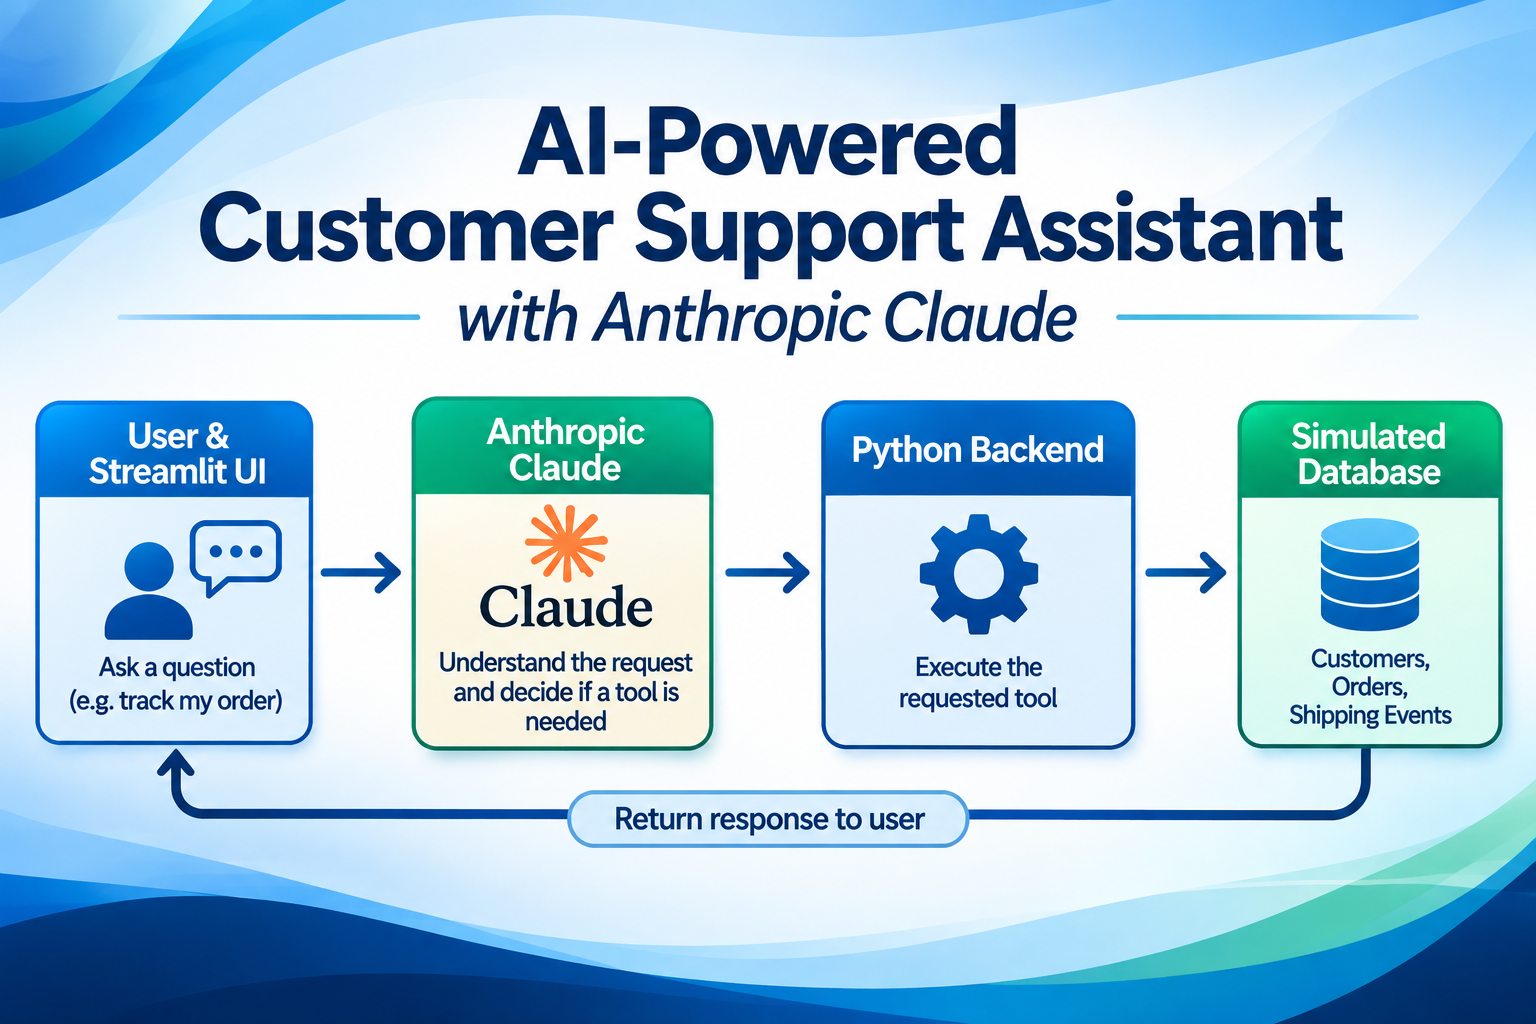 AI-Powered
Customer Support Assistant
with Anthropic Claude
User &
Streamlit UI
Ask a question
(e.g. track my order)
Anthropic
Claude
Claude
Understand the request
and decide if a tool is
needed
Python Backend
Execute the
requested tool
Simulated
Database
Customers,
Orders,
Shipping Events
Return response to user